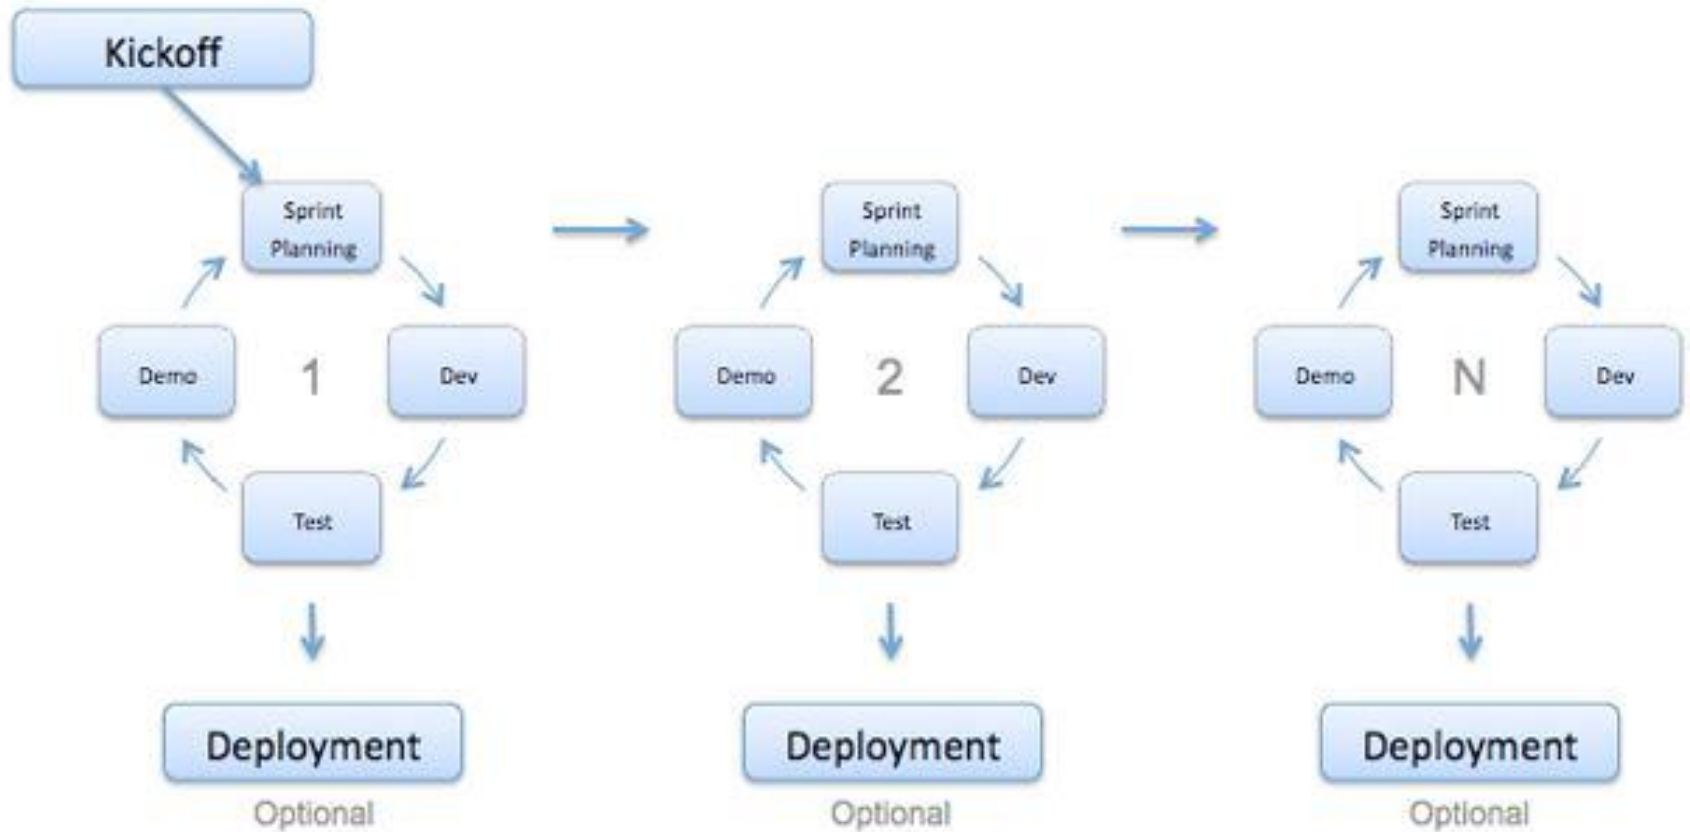 Kickoff
Sprint
Planning
Sprint
Planning
Sprint
Planning
Demo
1
Dev
Demo
2
Dev
Demo
N
Dev
Test
Test
Test
Deployment
Deployment
Deployment
Optional
Optional
Optional